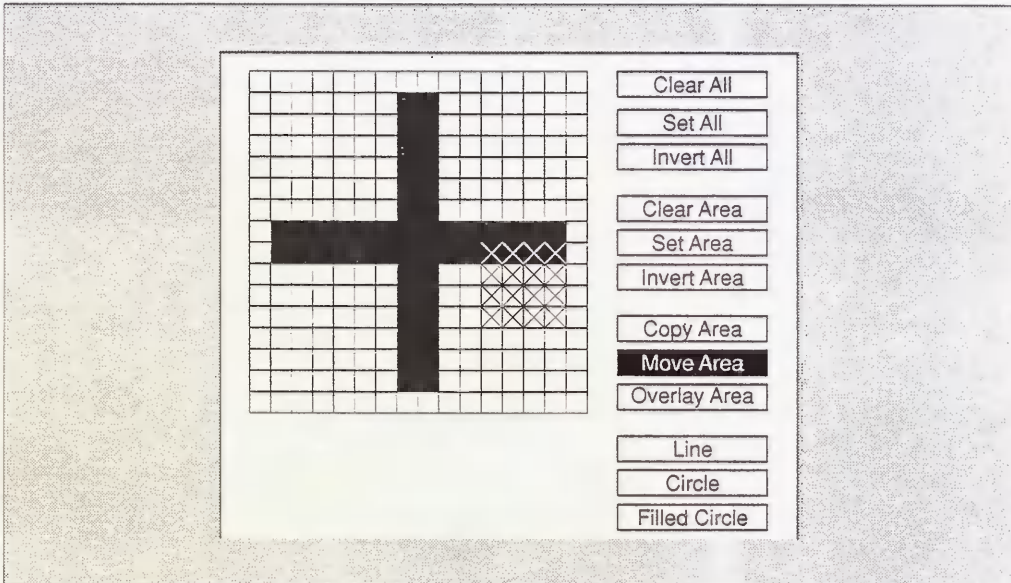 Clear All
Set All
Invert All
Clear Area
Set Area
Invert Area
Copy Area
Move Area
Overlay Area
Line
Circle
Filled Circle